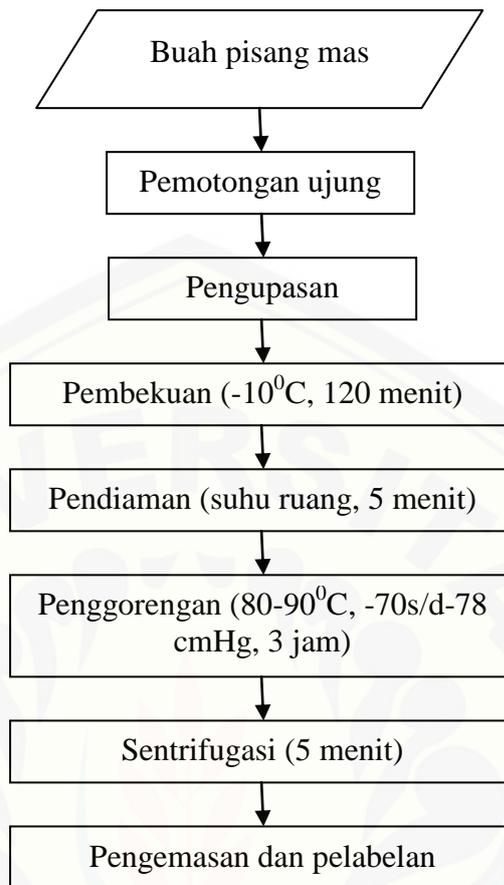 Buah pisang mas
Pemotongan ujung
Pengupasan
Pembekuan (-10⁰C, 120 menit)
Pendiaman (suhu ruang, 5 menit)
Penggorengan (80-90⁰C, -70s/d-78
cmHg, 3 jam)
Sentrifugasi (5 menit)
Pengemasan dan pelabelan